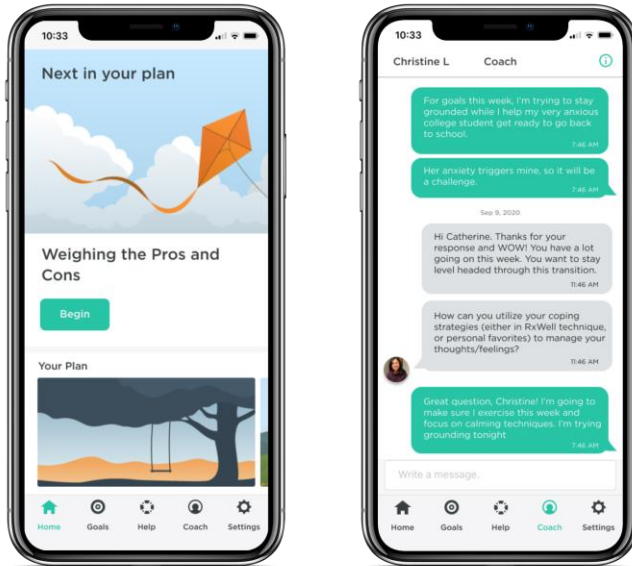 10:33
Next in your plan
Weighing the Pros and
Cons
Begin
Your Plan
Home
Goals
Help
Coach
Settings
10:33
Christine L
Coach
For goals this week, I'm trying to stay
grounded while I help my very anxious
college student get ready to go back
to school.
7:46 AM
Her anxiety triggers mine, so it will be
a challenge.
7:46 AM
Sep 9, 2020
Hi Catherine. Thanks for your
response and WOW! You have a lot
going on this week. You want to stay
level headed through this transition.
11:46 AM
How can you utilize your coping
strategies (either in RxWell technique,
or personal favorites) to manage your
thoughts/feelings?
11:46 AM
Great question, Christine! I'm going to
make sure I exercise this week and
focus on calming techniques. I'm trying
grounding tonight
7:46 AM
Write a message.
Home
Goals
Help
Coach
Settings